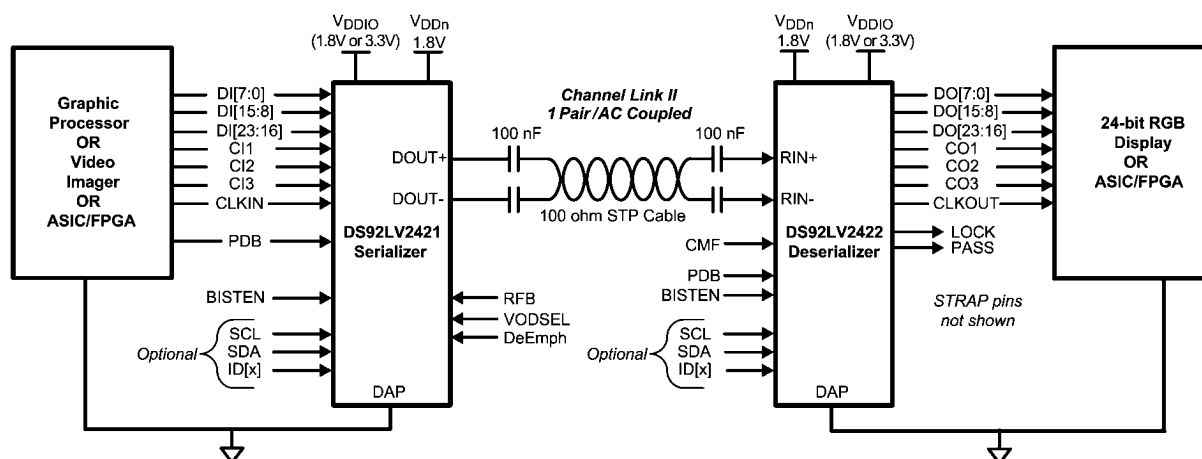 VDDIO
(1.8V or 3.3V)
VDDn
1.8V
VDDn
1.8V
VDDIO
(1.8V or 3.3V)
Graphic
Processor
OR
Video
Imager
OR
ASIC/FPGA
DI[7:0]
DI[15:8]
DI[23:16]
CI1
CI2
CI3
CLKIN
PDB
BISTEN
Optional
SCL
SDA
ID[x]
DOUT+
DOUT-
DS92LV2421
Serializer
DAP
RFB
VODSEL
DeEmph
Channel Link II
1 Pair/AC Coupled
100 nF
100 nF
100 ohm STP Cable
CMF
PDB
BISTEN
Optional
SCL
SDA
ID[x]
RIN+
RIN-
DS92LV2422
Deserializer
DAP
DO[7:0]
DO[15:8]
DO[23:16]
CO1
CO2
CO3
CLKOUT
LOCK
PASS
STRAP pins
not shown
24-bit RGB
Display
OR
ASIC/FPGA